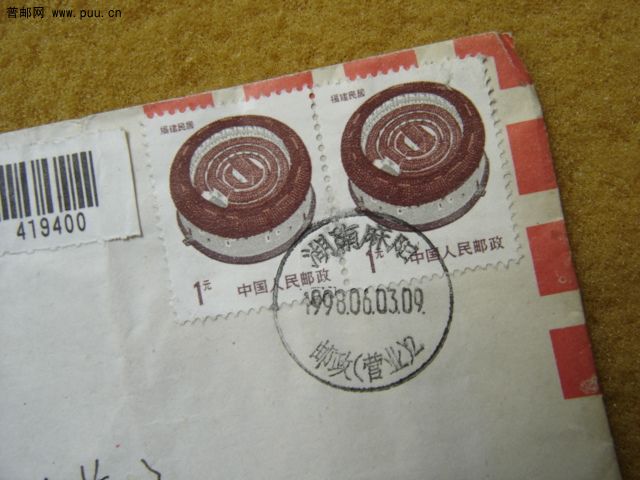 普邮网 www.puu.cn
福建民居
福建民居
419400
1元 中国人民邮政
1元 中国人民邮政
湖南麻阳
1998.06.03.09.
邮政(营业)2